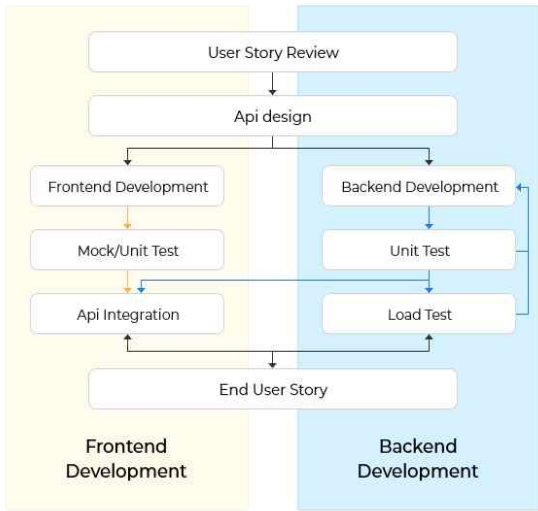 User Story Review
Api design
Frontend Development
Backend Development
Mock/Unit Test
Unit Test
Api Integration
Load Test
End User Story
Frontend
Development
Backend
Development